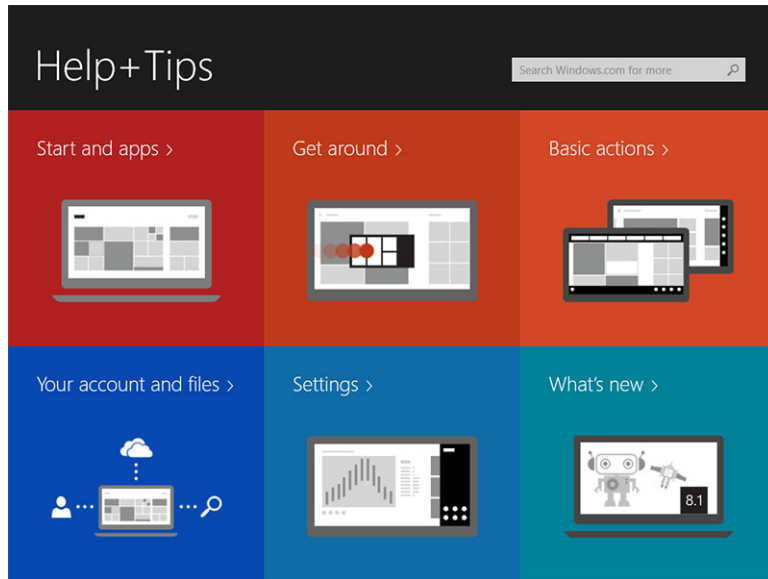 Help+Tips
Search Windows.com for more
Start and apps >
Get around >
Basic actions >
Your account and files >
Settings >
What's new >
8.1